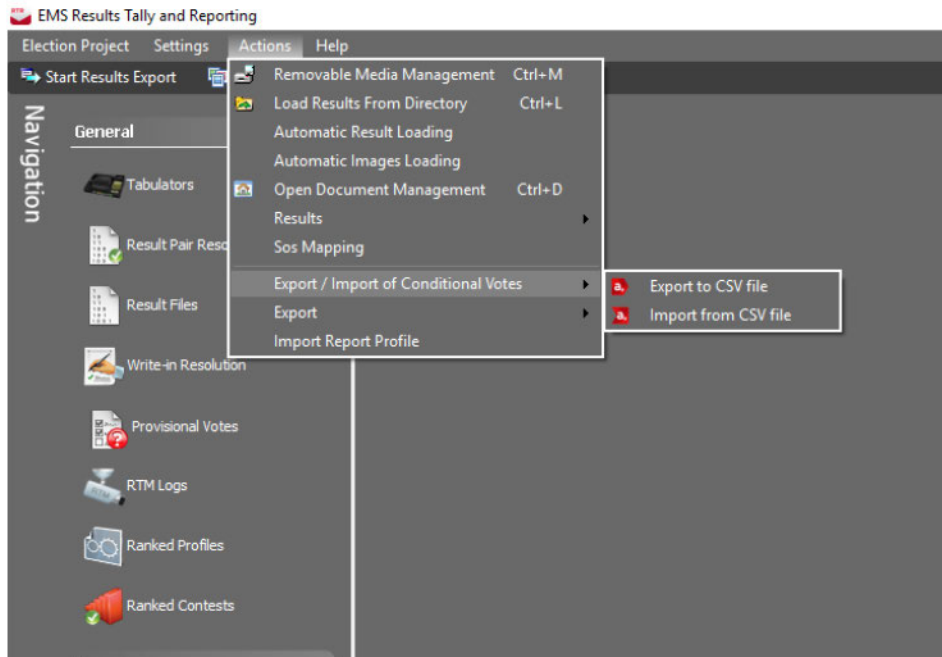 EMS Results Tally and Reporting
Election Project Settings Actions Help
Start Results Export
Navigation
General
Tabulators
Result Pair Reso
Result Files
Write-in Resolution
Provisional Votes
RTM Logs
Ranked Profiles
Ranked Contests
Removable Media Management Ctrl+M
Load Results From Directory Ctrl+L
Automatic Result Loading
Automatic Images Loading
Open Document Management Ctrl+D
Results
Sos Mapping
Export / Import of Conditional Votes
Export
Import Report Profile
Export to CSV file
Import from CSV file